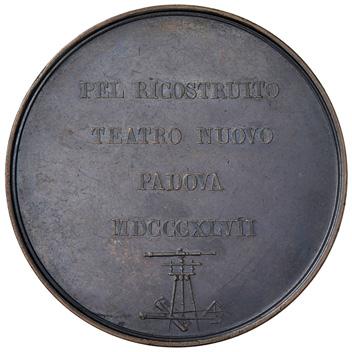 PEL RICOSTRUITO
TEATRO NUOVO
PADOVA
MDCCCXLVII